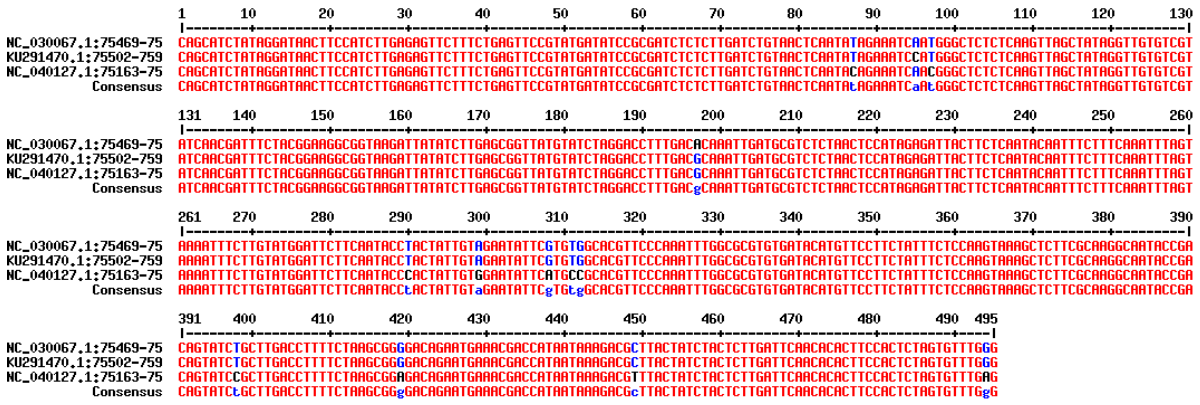 1 10 20 30 40 50 60 70 80 90 100 110 120 130
|--------+---------+---------+---------+---------+---------+---------+---------+---------+---------+---------+---------+---------|
NC_030067.1:75469-75 CAGCATCTATAGGATAACTTCCATCTTGAGAGTTCTTTCTGAGTTCCGTATGATATCCGCGATCTCTCTTGATCTGTAACTCAATATAGAAATCAATGGGCTCTCTCAAGTTAGCTATAGGTTGTGTCGT
KU291470.1:75502-759 CAGCATCTATAGGATAACTTCCATCTTGAGAGTTCTTTCTGAGTTCCGTATGATATCCGCGATCTCTCTTGATCTGTAACTCAATATAGAAATCCATGGGCTCTCTCAAGTTAGCTATAGGTTGTGTCGT
NC_040127.1:75163-75 CAGCATCTATAGGATAACTTCCATCTTGAGAGTTCTTTCTGAGTTCCGTATGATATCCGCGATCTCTCTTGATCTGTAACTCAATACAGAAATCAACGGGCTCTCTCAAGTTAGCTATAGGTTGTGTCGT
Consensus CAGCATCTATAGGATAACTTCCATCTTGAGAGTTCTTTCTGAGTTCCGTATGATATCCGCGATCTCTCTTGATCTGTAACTCAATAtAGAAATCaAtGGGCTCTCTCAAGTTAGCTATAGGTTGTGTCGT
131 140 150 160 170 180 190 200 210 220 230 240 250 260
|--------+---------+---------+---------+---------+---------+---------+---------+---------+---------+---------+---------+---------|
NC_030067.1:75469-75 ATCAACGATTTCTACGGAAGGCGGTAAGATTATATCTTGAGCGGTTATGTATCTAGGACCTTTGACACAAATTGATGCGTCTCTAACTCCATAGAGATTACTTCTCAATACAATTTCTTTCAAATTTAGT
KU291470.1:75502-759 ATCAACGATTTCTACGGAAGGCGGTAAGATTATATCTTGAGCGGTTATGTATCTAGGACCTTTGACGCAAATTGATGCGTCTCTAACTCCATAGAGATTACTTCTCAATACAATTTCTTTCAAATTTAGT
NC_040127.1:75163-75 ATCAACGATTTCTACGGAAGGCGGTAAGATTATATCTTGAGCGGTTATGTATCTAGGACCTTTGACGCAAATTGATGCGTCTCTAACTCCATAGAGATTACTTCTCAATACAATTTCTTTCAAATTTAGT
Consensus ATCAACGATTTCTACGGAAGGCGGTAAGATTATATCTTGAGCGGTTATGTATCTAGGACCTTTGACgCAAATTGATGCGTCTCTAACTCCATAGAGATTACTTCTCAATACAATTTCTTTCAAATTTAGT
261 270 280 290 300 310 320 330 340 350 360 370 380 390
|--------+---------+---------+---------+---------+---------+---------+---------+---------+---------+---------+---------+---------|
NC_030067.1:75469-75 AAAATTTCTTGTATGGATTCTTCAATACCTACTATTGTAGAATATTCGTGTGGCACGTTCCCAAATTTGGCGCGTGTGATACATGTTCCTTCTATTTCTCCAAGTAAAGCTCTTCGCAAGGCAATACCGA
KU291470.1:75502-759 AAAATTTCTTGTATGGATTCTTCAATACCTACTATTGTAGAATATTCGTGTGGCACGTTCCCAAATTTGGCGCGTGTGATACATGTTCCTTCTATTTCTCCAAGTAAAGCTCTTCGCAAGGCAATACCGA
NC_040127.1:75163-75 AAAATTTCTTGTATGGATTCTTCAATACCCACTATTGTGGAATATTCATGCCGCACGTTCCCAAATTTGGCGCGTGTGATACATGTTCCTTCTATTTCTCCAAGTAAAGCTCTTCGCAAGGCAATACCGA
Consensus AAAATTTCTTGTATGGATTCTTCAATACCtACTATTGTaGAATATTCgTGtgGCACGTTCCCAAATTTGGCGCGTGTGATACATGTTCCTTCTATTTCTCCAAGTAAAGCTCTTCGCAAGGCAATACCGA
391 400 410 420 430 440 450 460 470 480 490 495
|--------+---------+---------+---------+---------+---------+---------+---------+---------+---------+----|
NC_030067.1:75469-75 CAGTATCTGCTTGACCTTTTCTAAGCGGGGACAGAATGAAACGACCATAATAAAGACGCTTACTATCTACTCTTGATTCAACACACTTCCACTCTAGTGTTTGGG
KU291470.1:75502-759 CAGTATCTGCTTGACCTTTTCTAAGCGGGGACAGAATGAAACGACCATAATAAAGACGCTTACTATCTACTCTTGATTCAACACACTTCCACTCTAGTGTTTGGG
NC_040127.1:75163-75 CAGTATCCGCTTGACCTTTTCTAAGCGGAGACAGAATGAAACGACCATAATAAAGACGTTTACTATCTACTCTTGATTCAACACACTTCCACTCTAGTGTTTGAG
Consensus CAGTATCtGCTTGACCTTTTCTAAGCGGgGACAGAATGAAACGACCATAATAAAGACGcTTACTATCTACTCTTGATTCAACACACTTCCACTCTAGTGTTTGgG